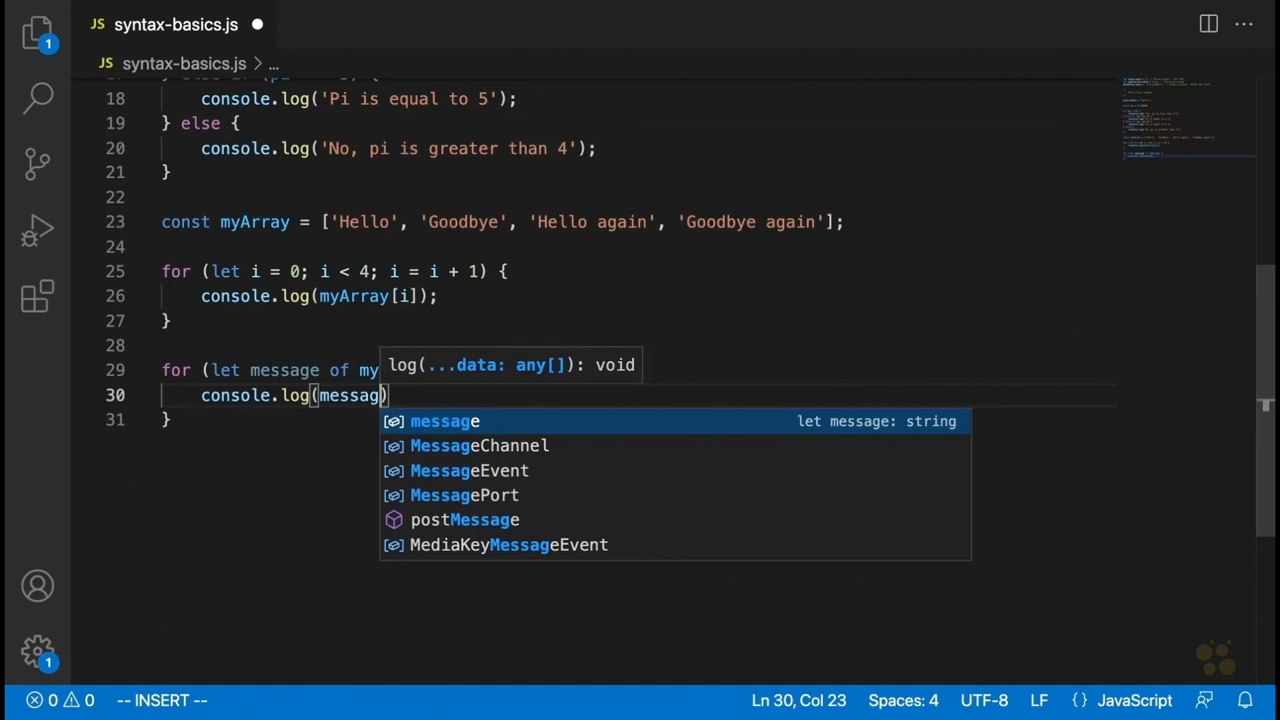 JS syntax-basics.js
JS syntax-basics.js > ...
1
18 console.log('Pi is equal to 5');
19 } else {
20 console.log('No, pi is greater than 4');
21 }
22
23 const myArray = ['Hello', 'Goodbye', 'Hello again', 'Goodbye again'];
24
25 for (let i = 0; i < 4; i = i + 1) {
26 console.log(myArray[i]);
27 }
28
29 for (let message of my
log(...data: any[]): void
30 console.log(messag)
message let message: string
31 }
MessageChannel
MessageEvent
MessagePort
postMessage
MediaKeyMessageEvent
1
0 0 -- INSERT -- Ln 30, Col 23 Spaces: 4 UTF-8 LF {} JavaScript